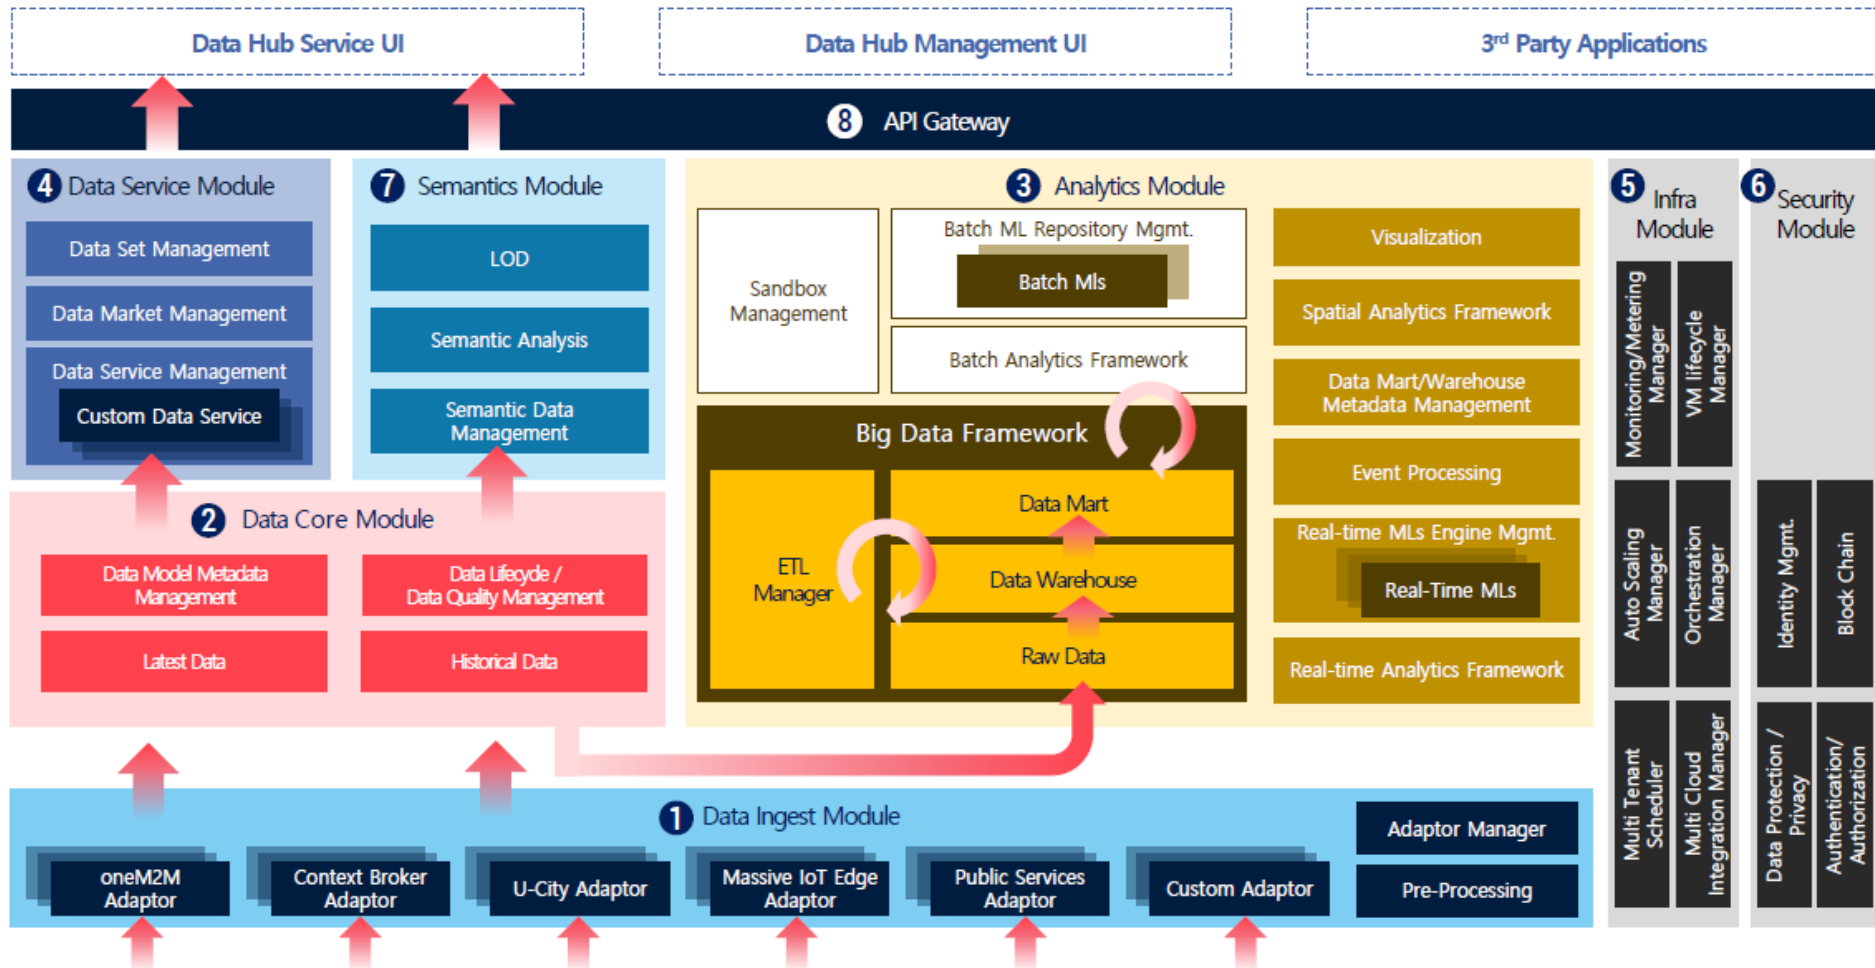 Data Hub Service UI
Data Hub Management UI
3rd Party Applications
8 API Gateway
4 Data Service Module
Data Set Management
Data Market Management
Data Service Management
Custom Data Service
7 Semantics Module
LOD
Semantic Analysis
Semantic Data
Management
3 Analytics Module
Sandbox
Management
Batch ML Repository Mgmt.
Batch Mls
Batch Analytics Framework
Big Data Framework
ETL
Manager
Data Mart
Data Warehouse
Raw Data
Visualization
Spatial Analytics Framework
Data Mart/Warehouse
Metadata Management
Event Processing
Real-time MLs Engine Mgmt.
Real-Time MLs
Real-time Analytics Framework
5 Infra
Module
Monitoring/Metering
Manager
VM lifecycle
Manager
Auto Scaling
Manager
Orchestration
Manager
Multi Tenant
Scheduler
Multi Cloud
Integration Manager
6 Security
Module
Identity Mgmt.
Block Chain
Data Protection /
Privacy
Authentication/
Authorization
2 Data Core Module
Data Model Metadata
Management
Data Lifecycle /
Data Quality Management
Latest Data
Historical Data
1 Data Ingest Module
oneM2M
Adaptor
Context Broker
Adaptor
U-City Adaptor
Massive IoT Edge
Adaptor
Public Services
Adaptor
Custom Adaptor
Adaptor Manager
Pre-Processing